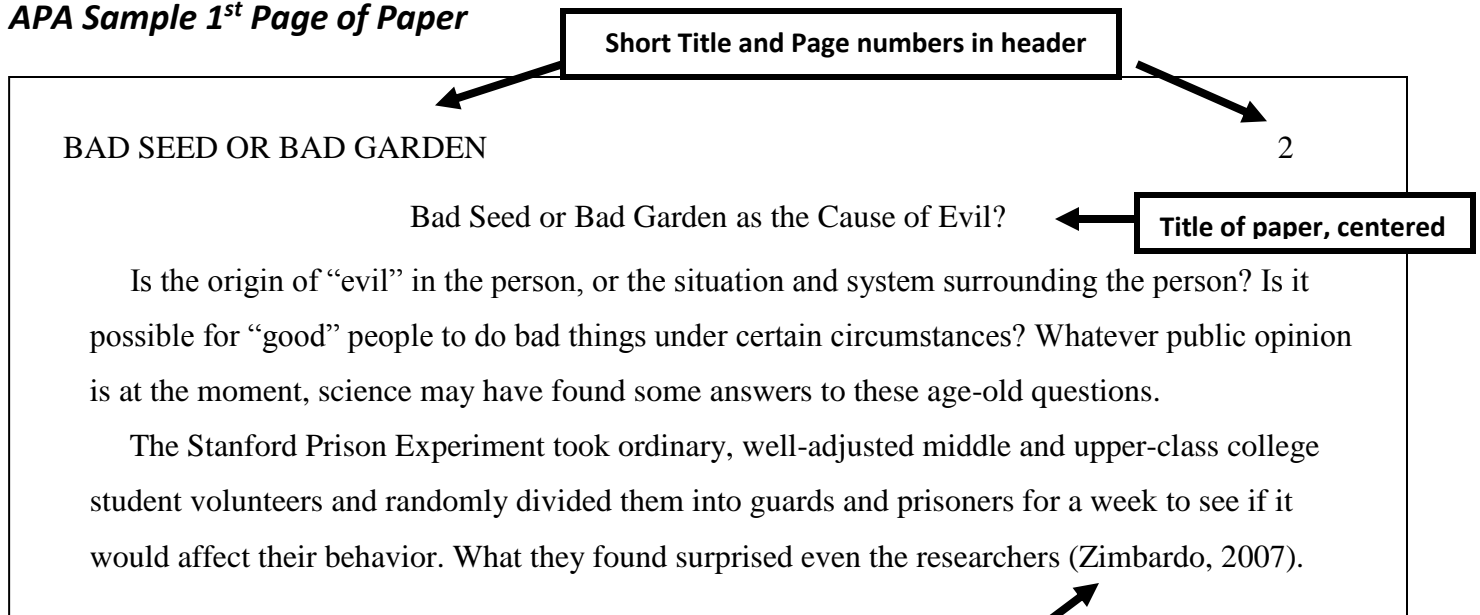 APA Sample 1st Page of Paper
Short Title and Page numbers in header
BAD SEED OR BAD GARDEN 2
Bad Seed or Bad Garden as the Cause of Evil?
Title of paper, centered
Is the origin of “evil” in the person, or the situation and system surrounding the person? Is it
possible for “good” people to do bad things under certain circumstances? Whatever public opinion
is at the moment, science may have found some answers to these age-old questions.
The Stanford Prison Experiment took ordinary, well-adjusted middle and upper-class college
student volunteers and randomly divided them into guards and prisoners for a week to see if it
would affect their behavior. What they found surprised even the researchers (Zimbardo, 2007).